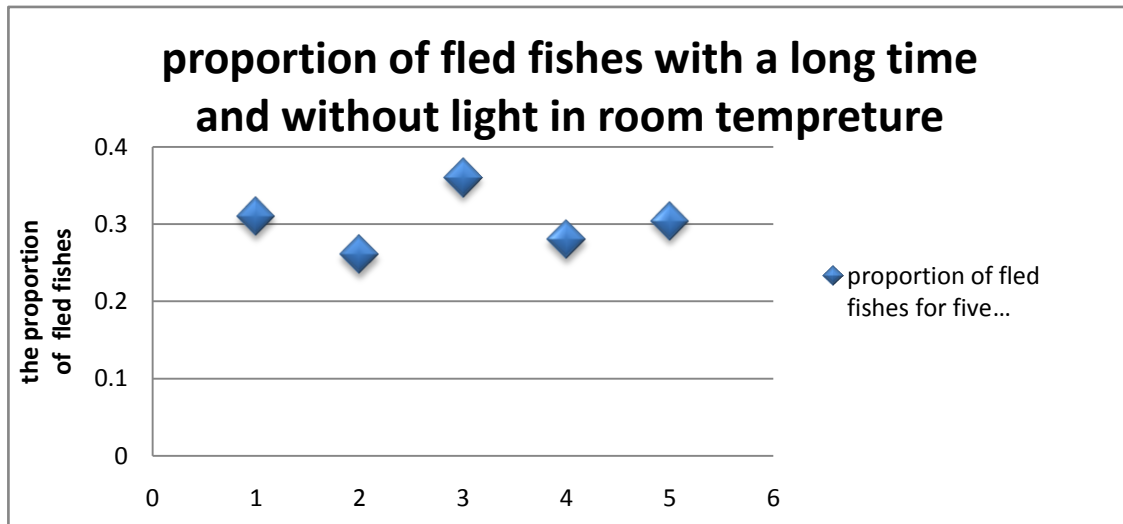 proportion of fled fishes with a long time
and without light in room tempreture
the proportion
of fled fishes
0.4
0.3
0.2
0.1
0
0 1 2 3 4 5 6
proportion of fled
fishes for five...